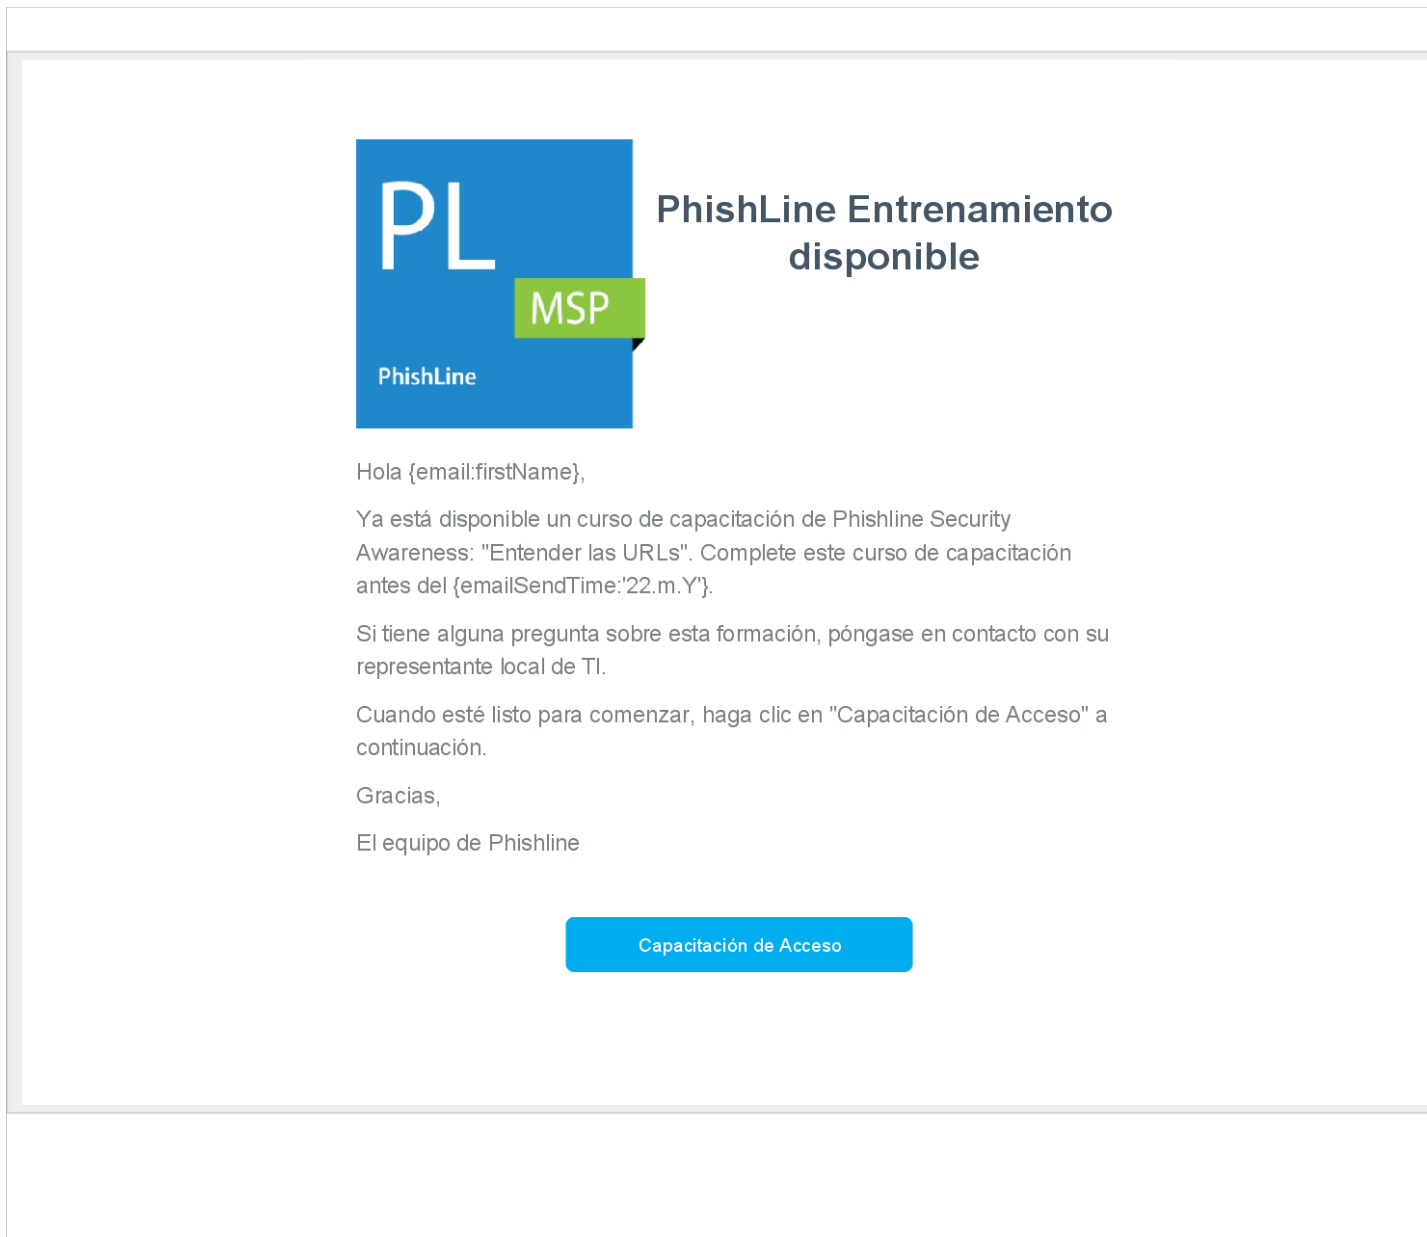 PL
MSP
PhishLine
PhishLine Entrenamiento
disponible
Hola {email:firstName},
Ya está disponible un curso de capacitación de Phishline Security
Awareness: "Entender las URLs". Complete este curso de capacitación
antes del {emailSendTime:'22.m.Y'}.
Si tiene alguna pregunta sobre esta formación, póngase en contacto con su
representante local de TI.
Cuando esté listo para comenzar, haga clic en "Capacitación de Acceso" a
continuación.
Gracias,
El equipo de Phishline
Capacitación de Acceso